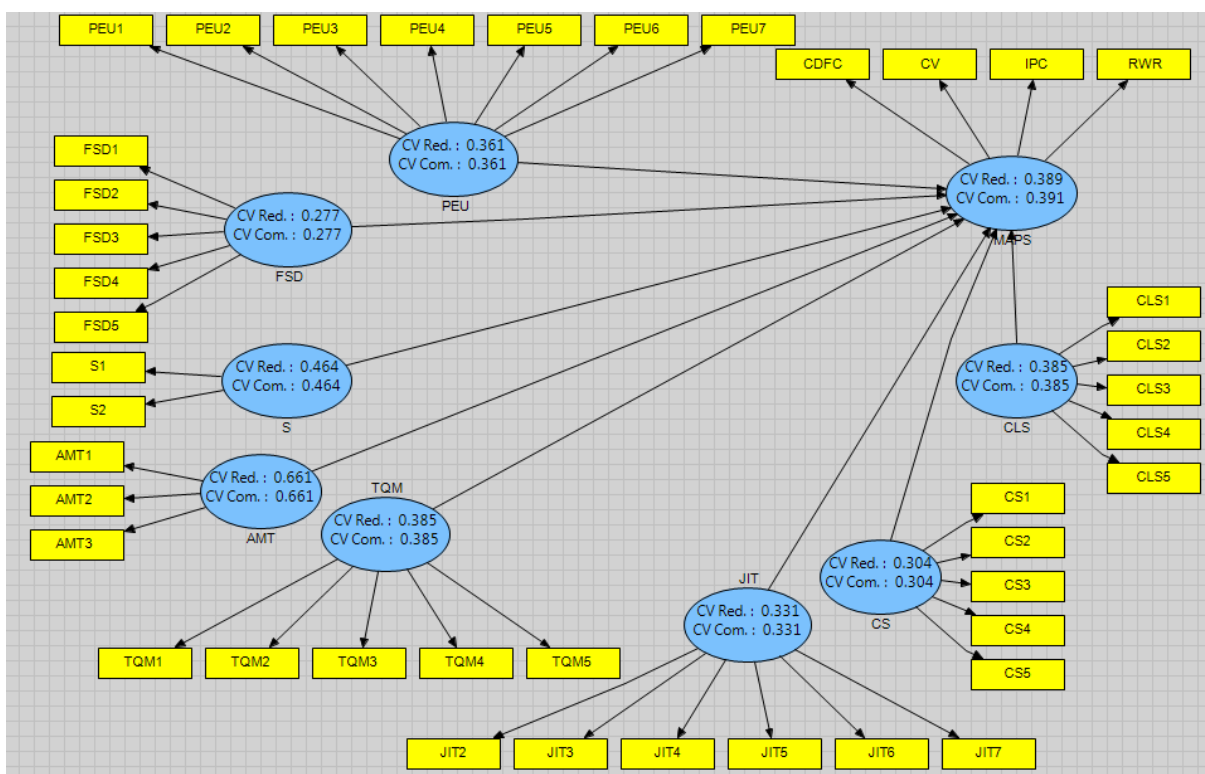 PEU1
PEU2
PEU3
PEU4
PEU5
PEU6
PEU7
CDFC
CV
IPC
RWR
CV Red. : 0.361
CV Com. : 0.361
PEU
CV Red. : 0.389
CV Com. : 0.391
MAPS
FSD1
FSD2
FSD3
FSD4
FSD5
CV Red. : 0.277
CV Com. : 0.277
FSD
S1
S2
CV Red. : 0.464
CV Com. : 0.464
S
CLS1
CLS2
CLS3
CLS4
CLS5
CV Red. : 0.385
CV Com. : 0.385
CLS
AMT1
AMT2
AMT3
CV Red. : 0.661
CV Com. : 0.661
AMT
TQM
CV Red. : 0.385
CV Com. : 0.385
TQM1
TQM2
TQM3
TQM4
TQM5
CS1
CS2
CS3
CS4
CS5
CV Red. : 0.304
CV Com. : 0.304
CS
JIT
CV Red. : 0.331
CV Com. : 0.331
JIT2
JIT3
JIT4
JIT5
JIT6
JIT7